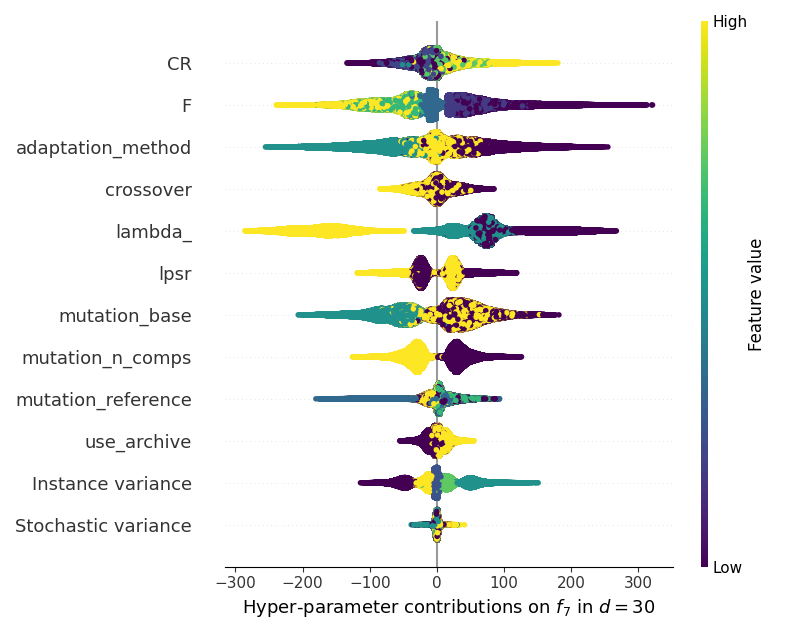 High
CR
F
adaptation_method
crossover
lambda_
lpsr
mutation_base
mutation_n_comps
mutation_reference
use_archive
Instance variance
Stochastic variance
Feature value
Low
−300 −200 −100 0 100 200 300
Hyper-parameter contributions on f₇ in d = 30